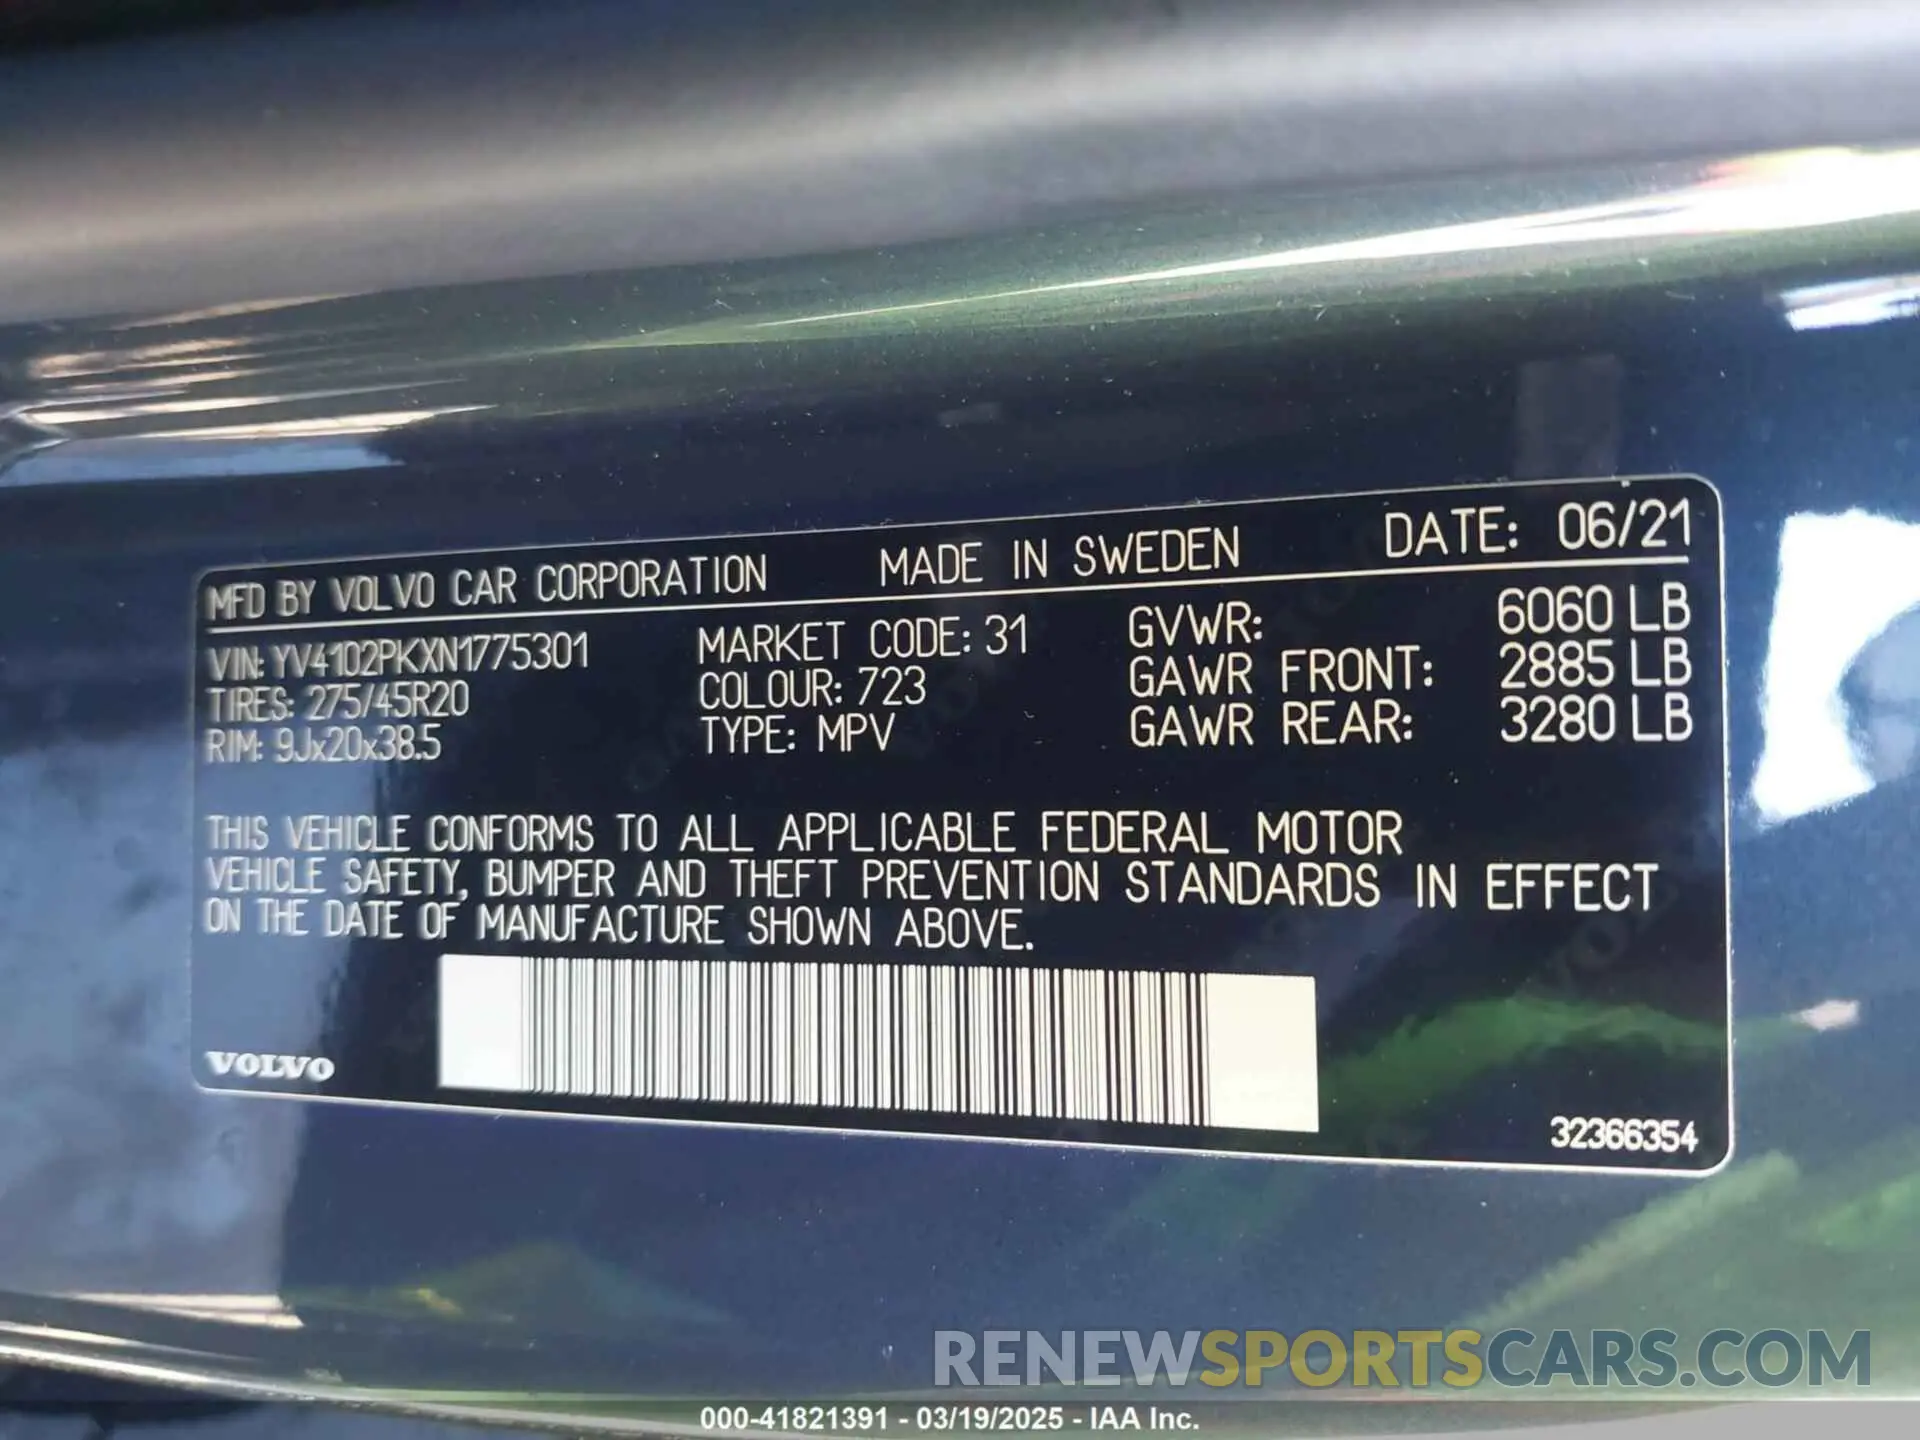 MFD BY VOLVO CAR CORPORATION MADE IN SWEDEN DATE: 06/21
VIN: YV4102PKXN1775301 MARKET CODE: 31 GVWR: 6060 LB
TIRES: 275/45R20 COLOUR: 723 GAWR FRONT: 2885 LB
RIM: 9Jx20x38.5 TYPE: MPV GAWR REAR: 3280 LB
THIS VEHICLE CONFORMS TO ALL APPLICABLE FEDERAL MOTOR
VEHICLE SAFETY, BUMPER AND THEFT PREVENTION STANDARDS IN EFFECT
ON THE DATE OF MANUFACTURE SHOWN ABOVE.
VOLVO
32366354
RENEWSPORTSCARS.COM
000-41821391 - 03/19/2025 - IAA Inc.